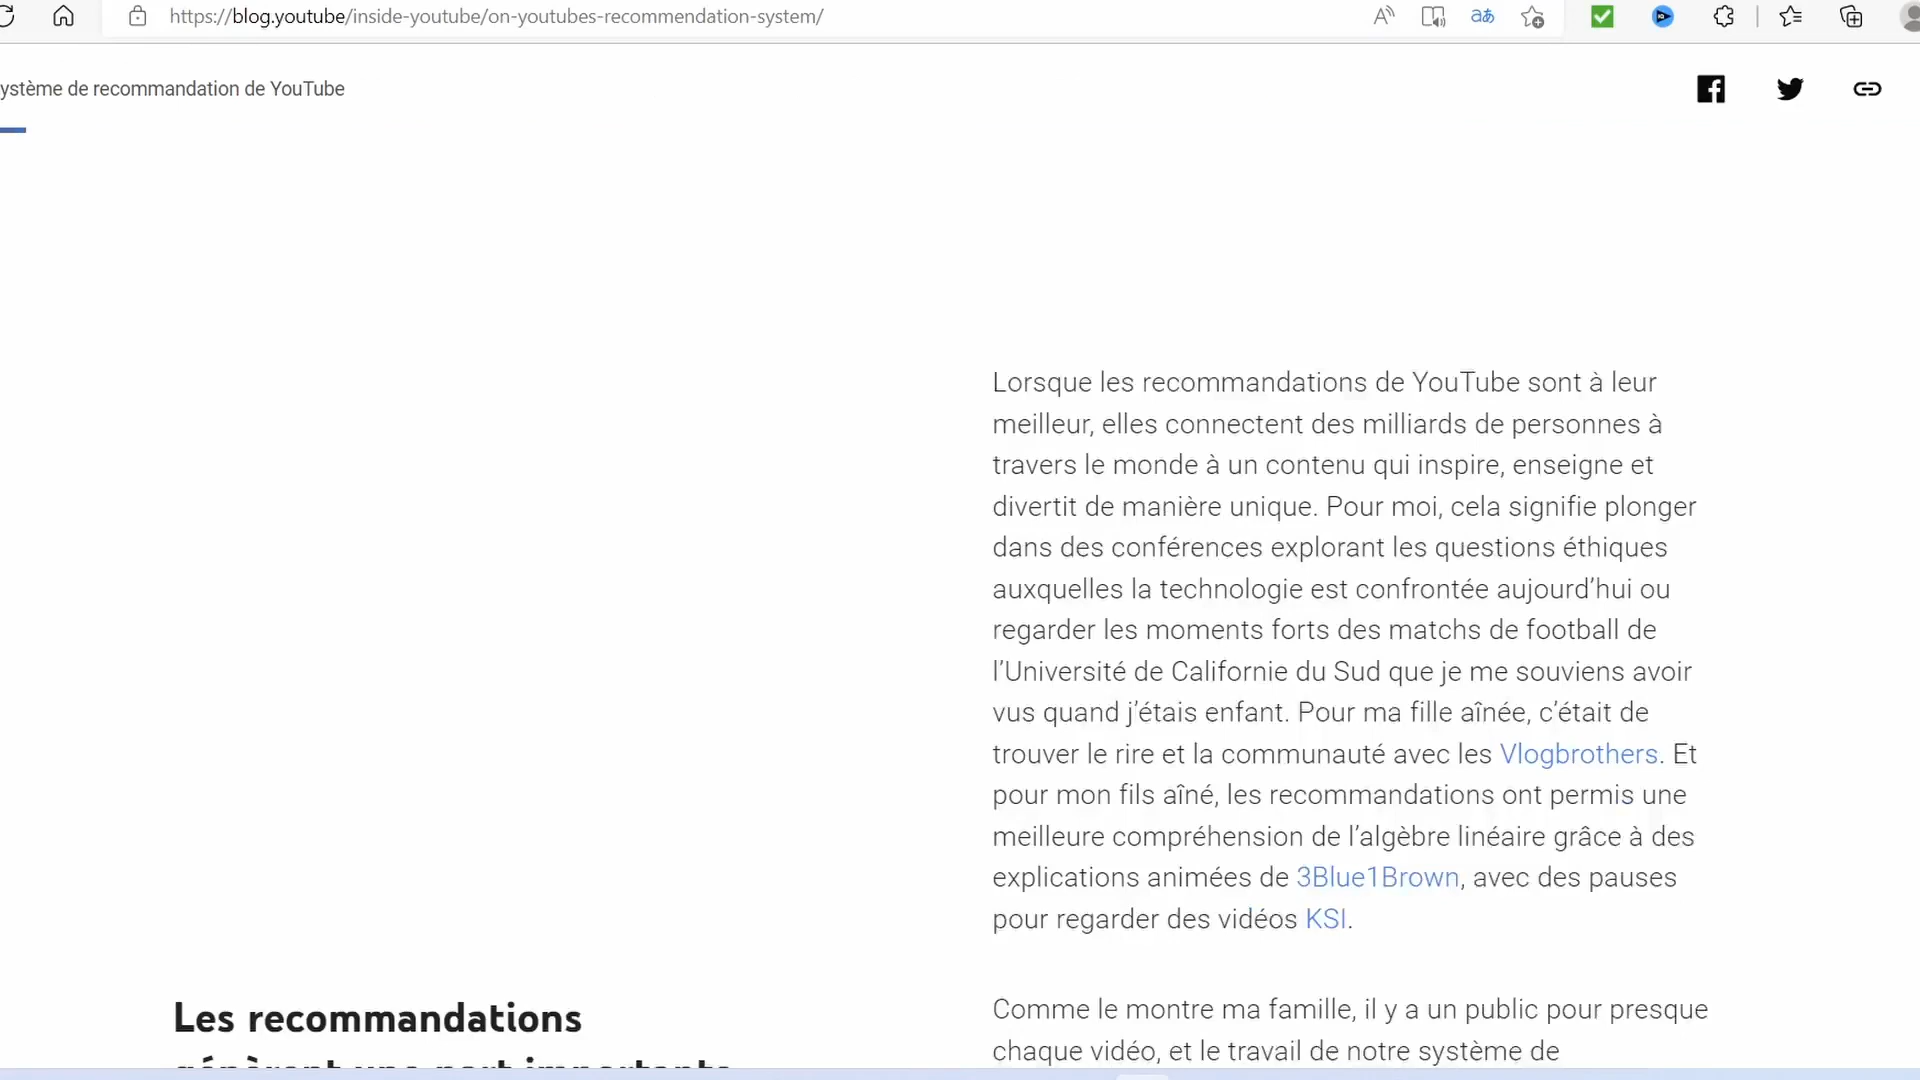 https://blog.youtube/inside-youtube/on-youtubes-recommendation-system/
ystème de recommandation de YouTube
Lorsque les recommandations de YouTube sont à leur
meilleur, elles connectent des milliards de personnes à
travers le monde à un contenu qui inspire, enseigne et
divertit de manière unique. Pour moi, cela signifie plonger
dans des conférences explorant les questions éthiques
auxquelles la technologie est confrontée aujourd’hui ou
regarder les moments forts des matchs de football de
l’Université de Californie du Sud que je me souviens avoir
vus quand j’étais enfant. Pour ma fille aînée, c’était de
trouver le rire et la communauté avec les Vlogbrothers. Et
pour mon fils aîné, les recommandations ont permis une
meilleure compréhension de l’algèbre linéaire grâce à des
explications animées de 3Blue1Brown, avec des pauses
pour regarder des vidéos KSI.
Les recommandations
génèrent une part importante
Comme le montre ma famille, il y a un public pour presque
chaque vidéo, et le travail de notre système de